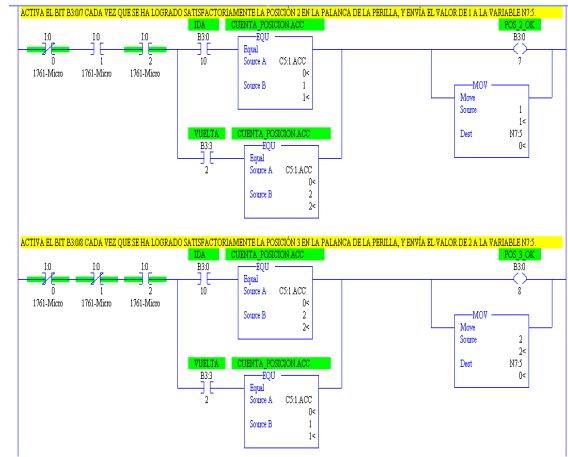 ACTIVA EL BIT B3:0/7 CADA VEZ QUE SE HA LOGRADO SATISFACTORIAMENTE LA POSICIÓN 2 EN LA PALANCA DE LA PERILLA, Y ENVÍA EL VALOR DE 1 A LA VARIABLE N7:5.
IDA CUENTA_POSICION.ACC POS_2_OK
I:0 I:0 I:0 B3:0 EQU B3:0
0 1 2 10 Equal 7
1761-Micro 1761-Micro 1761-Micro Source A C5:1.ACC
0<
Source B 1
1<
MOV
Move
Source 1
1<
Dest N7:5
0<
VUELTA CUENTA_POSICION.ACC
B3:3 EQU
2 Equal
Source A C5:1.ACC
0<
Source B 2
2<
ACTIVA EL BIT B3:0/8 CADA VEZ QUE SE HA LOGRADO SATISFACTORIAMENTE LA POSICIÓN 3 EN LA PALANCA DE LA PERILLA, Y ENVÍA EL VALOR DE 2 A LA VARIABLE N7:5.
IDA CUENTA_POSICION.ACC POS_3_OK
I:0 I:0 I:0 B3:0 EQU B3:0
0 1 2 10 Equal 8
1761-Micro 1761-Micro 1761-Micro Source A C5:1.ACC
0<
Source B 2
2<
MOV
Move
Source 2
2<
Dest N7:5
0<
VUELTA CUENTA_POSICION.ACC
B3:3 EQU
2 Equal
Source A C5:1.ACC
0<
Source B 1
1<